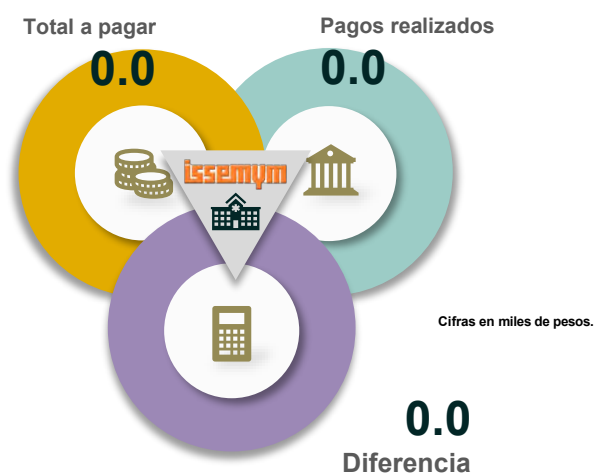 Total a pagar
Pagos realizados
0.0
0.0
issemym
Cifras en miles de pesos.
0.0
Diferencia